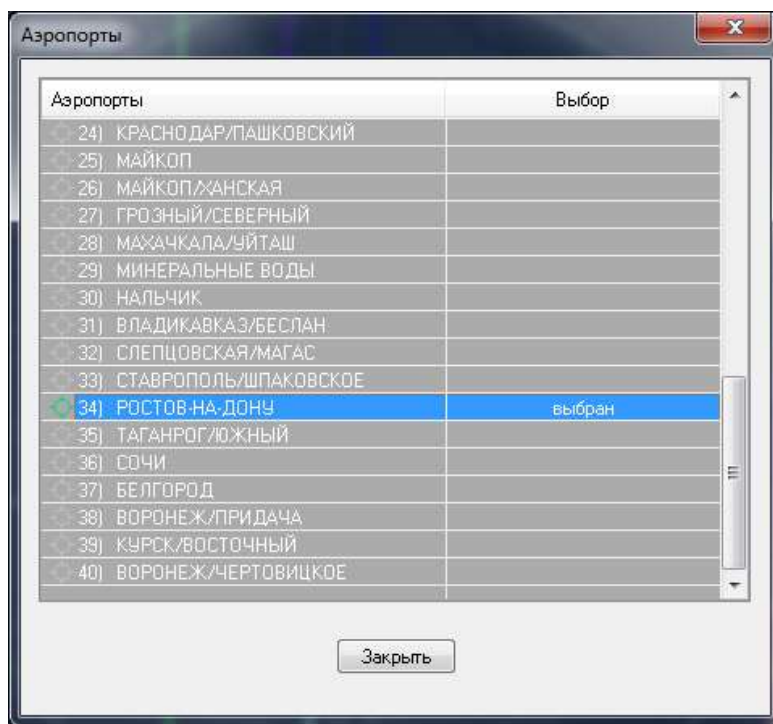 Аэропорты
Аэропорты Выбор
24) КРАСНОДАР/ПАШКОВСКИЙ
25) МАЙКОП
26) МАЙКОП/ХАНСКАЯ
27) ГРОЗНЫЙ/СЕВЕРНЫЙ
28) МАХАЧКАЛА/УЙТАШ
29) МИНЕРАЛЬНЫЕ ВОДЫ
30) НАЛЬЧИК
31) ВЛАДИКАВКАЗ/БЕСЛАН
32) СЛЕПЦОВСКАЯ/МАГАС
33) СТАВРОПОЛЬ/ШПАКОВСКОЕ
34) РОСТОВ-НА-ДОНУ выбран
35) ТАГАНРОГ/ЮЖНЫЙ
36) СОЧИ
37) БЕЛГОРОД
38) ВОРОНЕЖ/ПРИДАЧА
39) КУРСК/ВОСТОЧНЫЙ
40) ВОРОНЕЖ/ЧЕРТОВИЦКОЕ
Закрыть